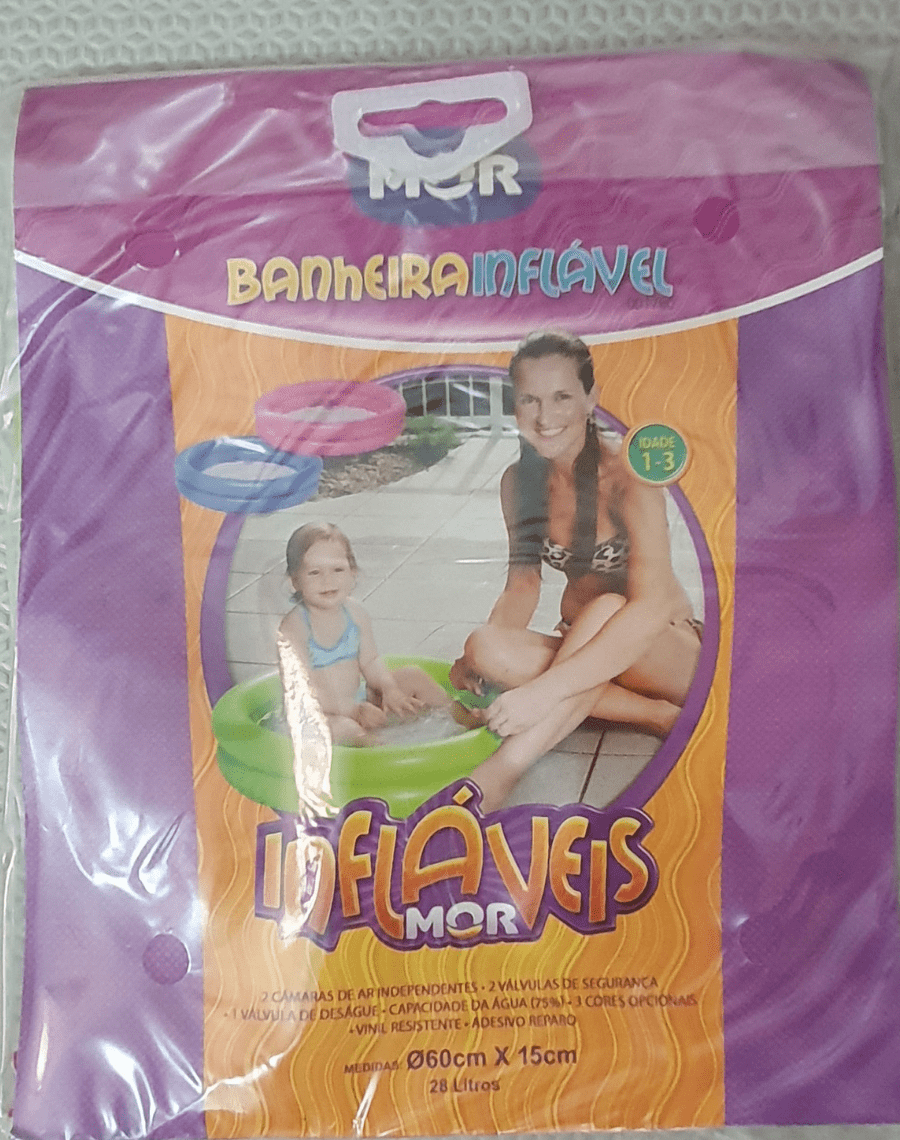 MOR
BANHEIRA INFLÁVEL
IDADE
1-3
INFLÁVEIS
MOR
2 CÂMARAS DE AR INDEPENDENTES • 2 VÁLVULAS DE SEGURANÇA
• 1 VÁLVULA DE DESÁGUE • CAPACIDADE DA ÁGUA (75%) • 3 CORES OPCIONAIS
• VINIL RESISTENTE • ADESIVO REPARO
MEDIDAS: Ø60cm X 15cm
28 Litros